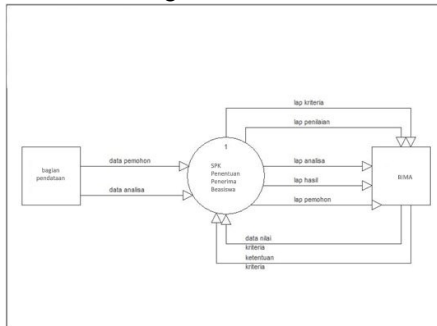 lap kriteria
lap penilaian
1
bagian
pendataan
data pemohon
data analisa
SPK
Penentuan
Penerima
Beasiswa
lap analisa
lap hasil
lap pemohon
data nilai
kriteria
ketentuan
kriteria